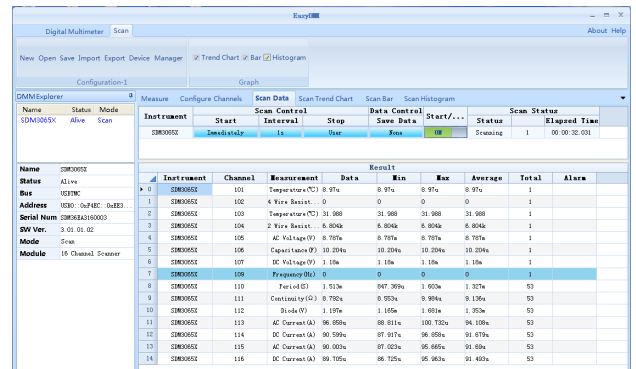 Easy
Digital Multimeter Scan
About Help
New Open Save Import Export Device Manager
Trend Chart Bar Histogram
Configuration-1
Graph
DMMExplorer
Name Status Mode
SDM3065X Alive Scan
Name SDM3065X
Status Alive
Bus USBTMC
Address USB0::0xF4EC::0xEE3...
Serial Num SDM36EA3160003
SW Ver. 3.01.01.02
Mode Scan
Module 16 Channel Scanner
Measure Configure Channels Scan Data Scan Trend Chart Scan Bar Scan Histogram
Instrument Scan Control Data Control Start/... Scan Status
Start Interval Stop Save Data Status Elapsed Time
SDM3065X Immediately 1s User None ON Scanning 1 00:00:32.031
Result
Instrument Channel Measurement Data Min Max Average Total Alarm
0 SDM3065X 101 Temperature(℃) 8.97u 8.97u 8.97u 8.97u 1
1 SDM3065X 102 4 Wire Resist... 0 0 0 0 1
2 SDM3065X 103 Temperature(℃) 31.988 31.988 31.988 31.988 1
3 SDM3065X 104 2 Wire Resist... 6.804k 6.804k 6.804k 6.804k 1
4 SDM3065X 105 AC Voltage(V) 8.787m 8.787m 8.787m 8.787m 1
5 SDM3065X 106 Capacitance(F) 10.204n 10.204n 10.204n 10.204n 1
6 SDM3065X 107 DC Voltage(V) 1.18m 1.18m 1.18m 1.18m 1
7 SDM3065X 109 Frequency(Hz) 0 0 0 0 1
8 SDM3065X 110 Period(S) 1.513m 847.369u 1.603m 1.327m 53
9 SDM3065X 111 Continuity(Ω) 8.792u 8.553u 9.984u 9.136u 53
10 SDM3065X 112 Diode(V) 1.197m 1.165m 1.681m 1.353m 53
11 SDM3065X 113 AC Current(A) 96.858u 88.811u 100.732u 94.108u 53
12 SDM3065X 114 DC Current(A) 90.599u 87.917u 96.858u 91.679u 53
13 SDM3065X 115 AC Current(A) 90.003u 87.023u 95.665u 91.69u 53
14 SDM3065X 116 DC Current(A) 89.705u 86.725u 95.963u 91.493u 53